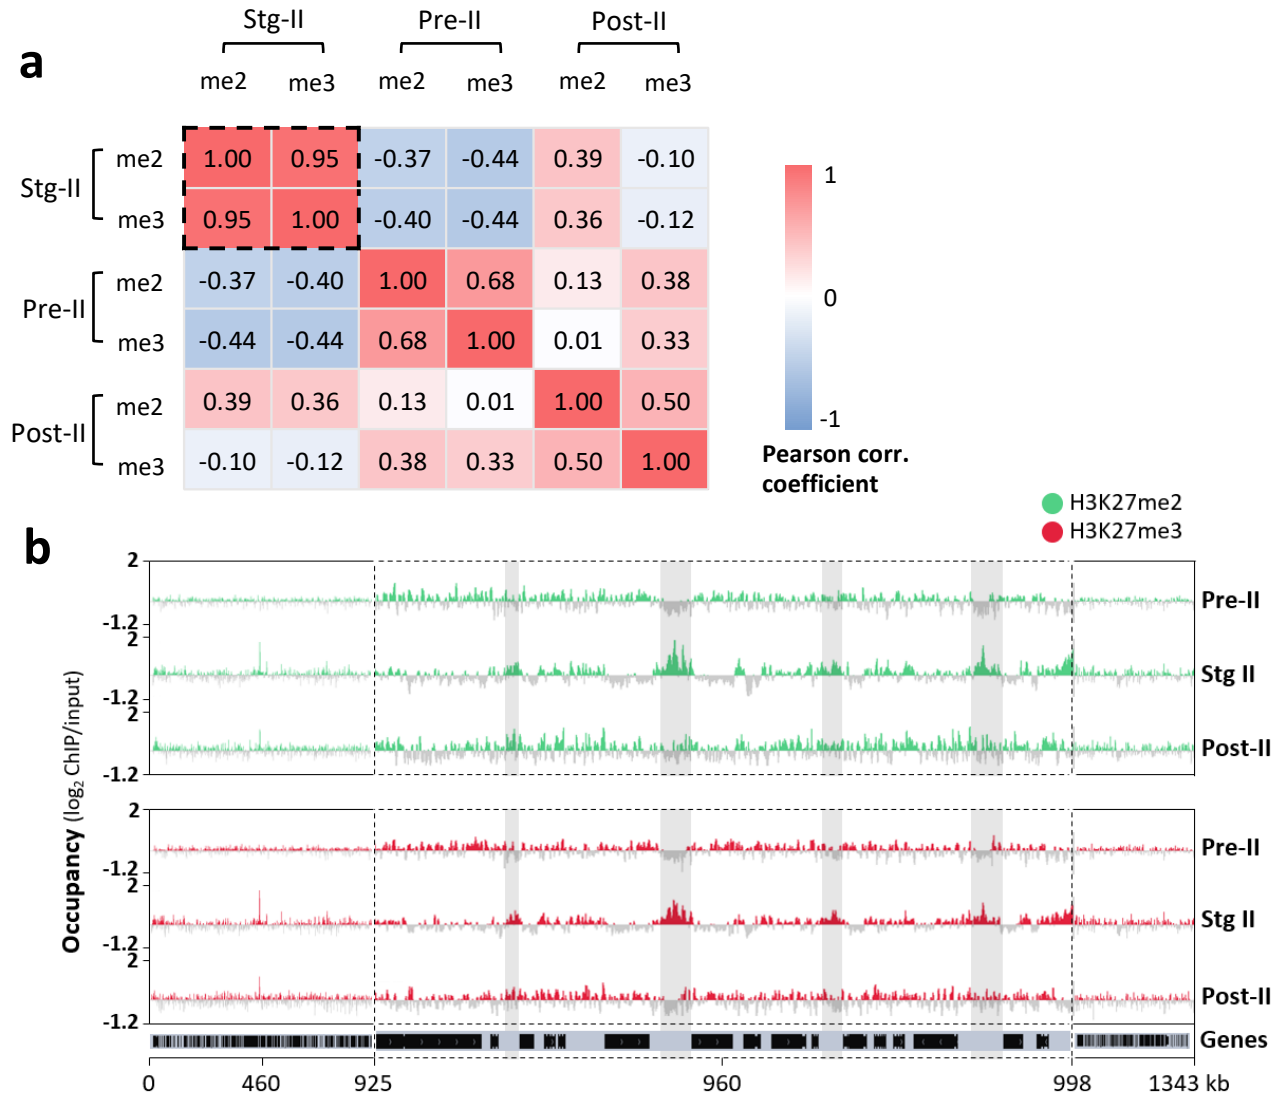 a
Stg-II Pre-II Post-II
me2 me3 me2 me3 me2 me3
Stg-II
me2 1.00 0.95 -0.37 -0.44 0.39 -0.10
me3 0.95 1.00 -0.40 -0.44 0.36 -0.12
Pre-II
me2 -0.37 -0.40 1.00 0.68 0.13 0.38
me3 -0.44 -0.44 0.68 1.00 0.01 0.33
Post-II
me2 0.39 0.36 0.13 0.01 1.00 0.50
me3 -0.10 -0.12 0.38 0.33 0.50 1.00
1
0
-1
Pearson corr.
coefficient
b
H3K27me2
H3K27me3
Occupancy (log2 ChIP/input)
2
Pre-II
-1.2
2
Stg II
-1.2
2
Post-II
-1.2
2
Pre-II
-1.2
2
Stg II
-1.2
2
Post-II
-1.2
Genes
0 460 925 960 998 1343 kb